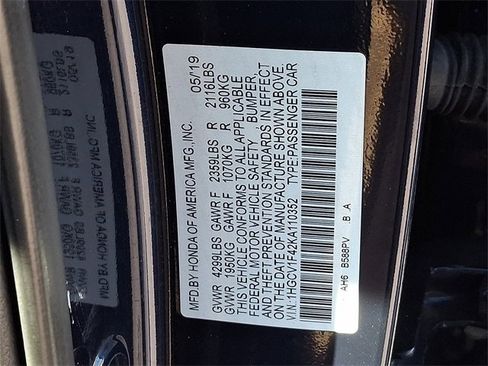 MFD.BY HONDA OF AMERICA MFG.,INC. 05/19
GVWR 4299LBS GAWR F 2359LBS R 2116LBS
GVWR 1950KG GAWR F 1070KG R 960KG
THIS VEHICLE CONFORMS TO ALL APPLICABLE
FEDERAL MOTOR VEHICLE SAFETY, BUMPER,
AND THEFT PREVENTION STANDARDS IN EFFECT
ON THE DATE OF MANUFACTURE SHOWN ABOVE.
V.I.N.:1HGCV1F42KA110352 TYPE:PASSENGER CAR
AH6 B588PV B A